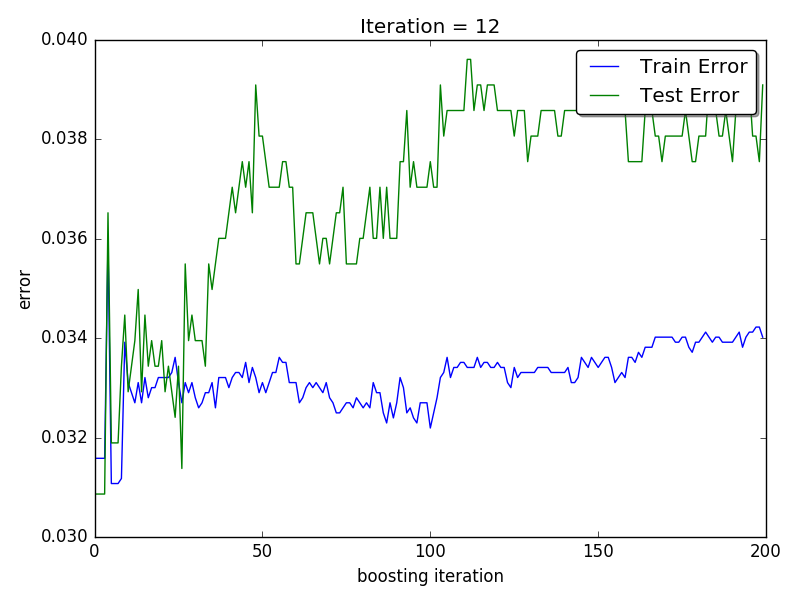 Iteration = 12
0.040
0.038
0.036
0.034
0.032
0.030
error
Train Error
Test Error
0
50
100
150
200
boosting iteration